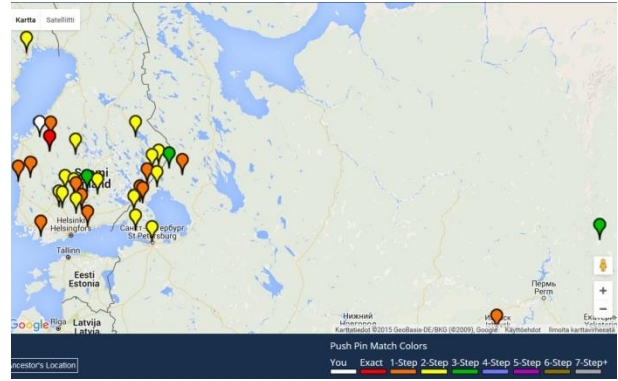 Kartta Satelliitti
Suomi
Finland
Helsinki
Helsingfors
Санкт-Петербург
St Petersburg
Tallinn
Eesti
Estonia
Пермь
Perm
Нижний
Google
Riga Latvija
Latvia
Karttatiedot ©2015 GeoBasis-DE/BKG (©2009), Google Käyttöehdot Ilmoita karttavirheestä
Push Pin Match Colors
Ancestor's Location
You Exact 1-Step 2-Step 3-Step 4-Step 5-Step 6-Step 7-Step+